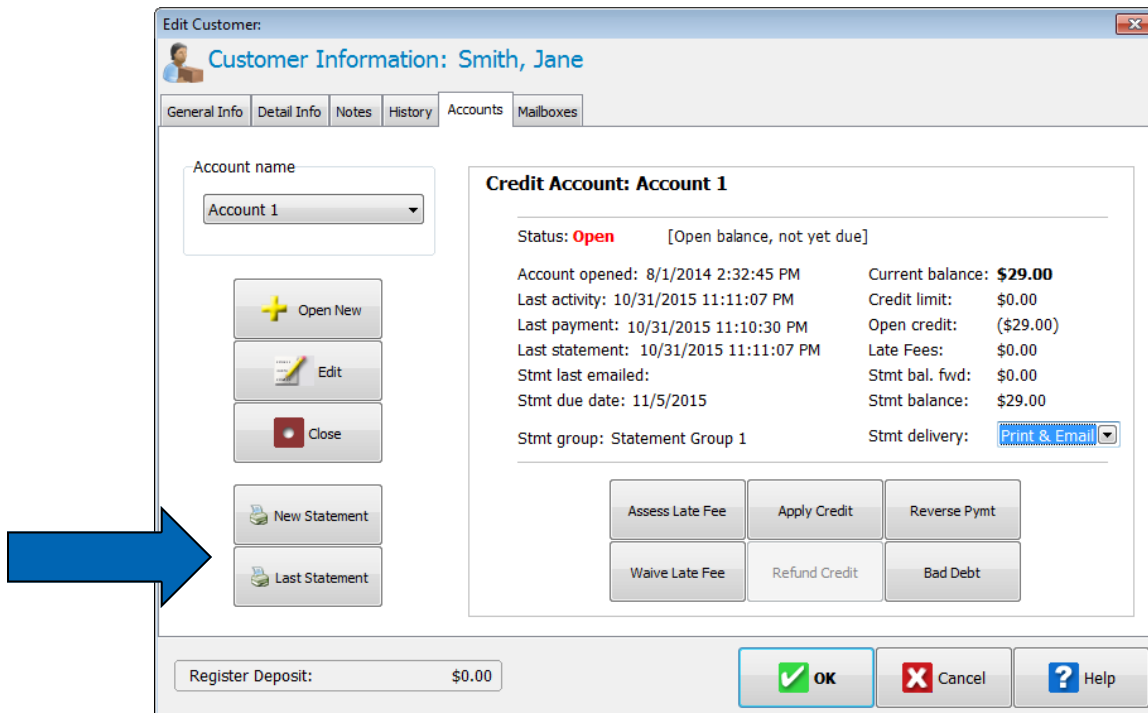 Edit Customer:
Customer Information: Smith, Jane
General Info Detail Info Notes History Accounts Mailboxes
Account name
Account 1
Open New
Edit
Close
New Statement
Last Statement
Credit Account: Account 1
Status: Open [Open balance, not yet due]
Account opened: 8/1/2014 2:32:45 PM Current balance: $29.00
Last activity: 10/31/2015 11:11:07 PM Credit limit: $0.00
Last payment: 10/31/2015 11:10:30 PM Open credit: ($29.00)
Last statement: 10/31/2015 11:11:07 PM Late Fees: $0.00
Stmt last emailed: Stmt bal. fwd: $0.00
Stmt due date: 11/5/2015 Stmt balance: $29.00
Stmt group: Statement Group 1 Stmt delivery: Print & Email
Assess Late Fee Apply Credit Reverse Pymt
Waive Late Fee Refund Credit Bad Debt
Register Deposit: $0.00
OK Cancel ? Help